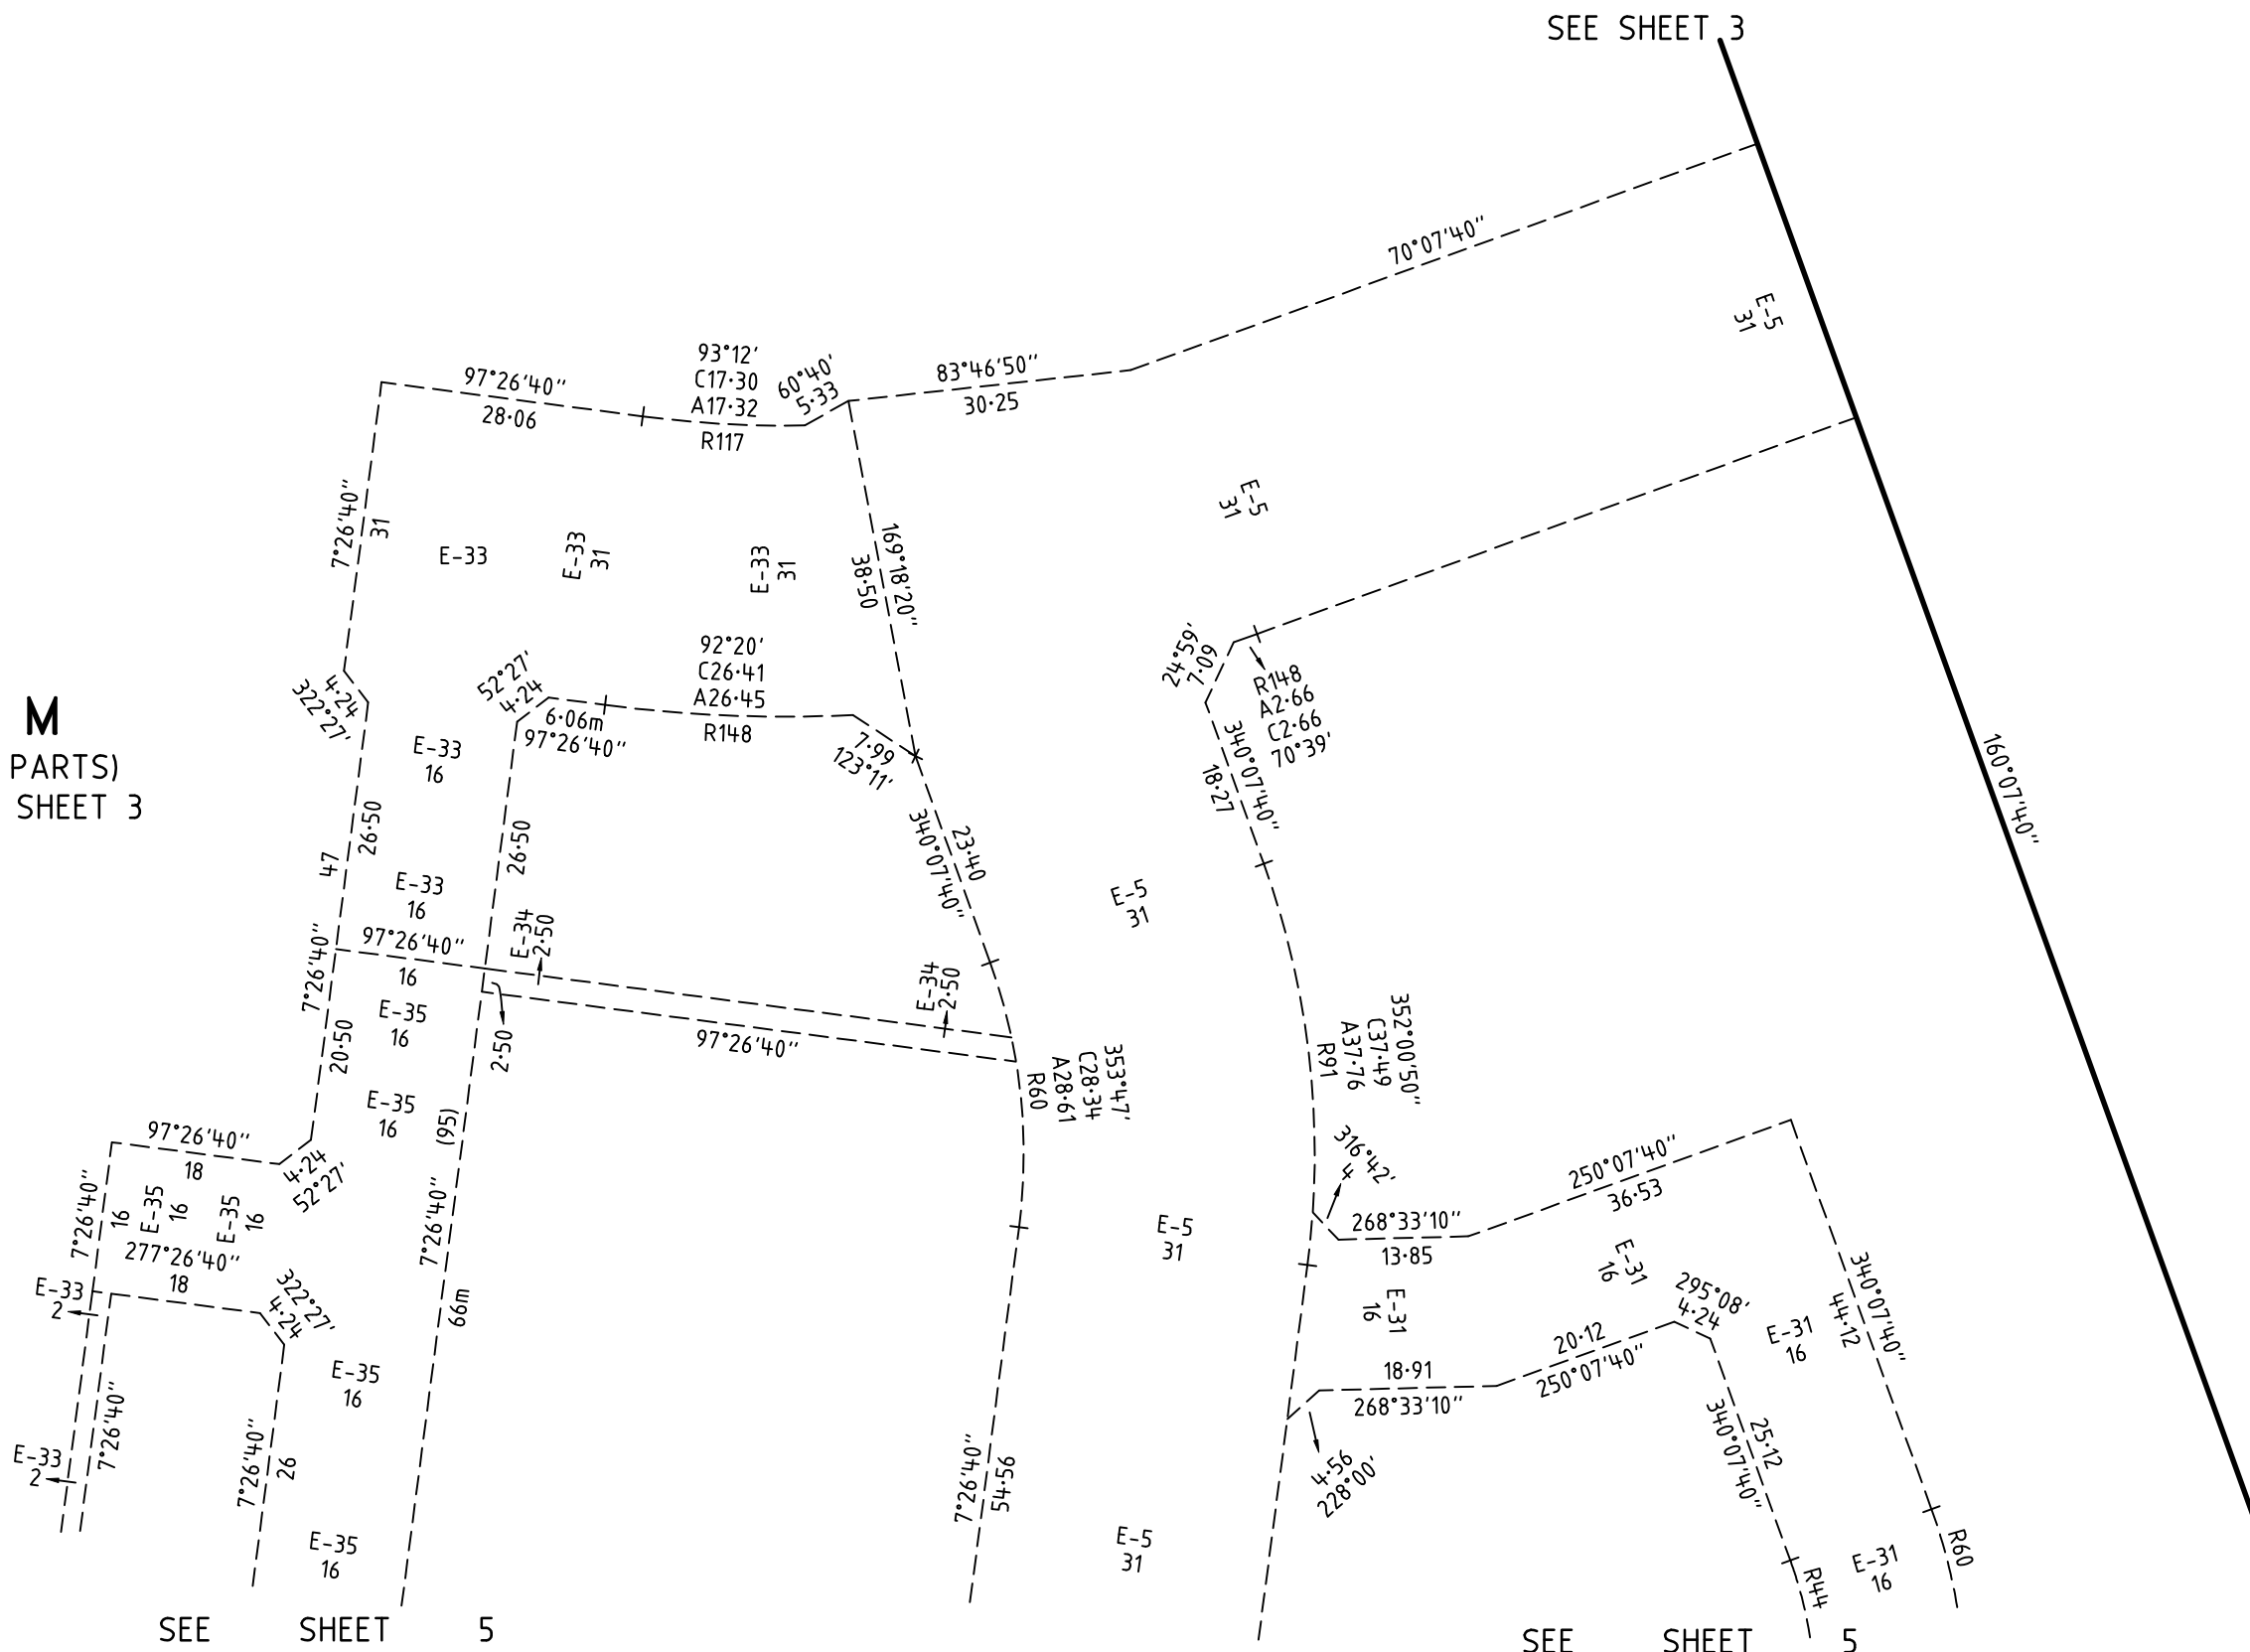 SEE SHEET 3
70°07'40"
E-5
31
93°12'
C17·30
A17·32
R117
60°40'
5·33
83°46'50"
30·25
97°26'40"
28·06
7°26'40"
31
E-33
E-33
31
E-33
31
169°18'20"
38·50
E-5
31
92°20'
C26·41
A26·45
R148
52°27'
4·24
6·06m
97°26'40"
7·99
123°11'
4·24
322°27'
24°59'
7·09
R148
A2·66
C2·66
70°39'
340°07'40"
18·27
160°07'40"
M
PARTS)
SHEET 3
E-33
16
26·50
47
26·50
23·40
340°07'40"
E-33
16
E-5
31
7°26'40"
97°26'40"
16
E-34
2·50
E-34
2·50
E-35
16
20·50
2·50
97°26'40"
R60
A28·61
C28·34
353°47'
R91
A37·76
C37·49
352°00'50"
E-35
16
(95)
97°26'40"
18
4·24
52°27'
7°26'40"
16
E-35
16
E-35
16
277°26'40"
18
322°27'
4·24
7°26'40"
66m
E-33
2
316°42'
4
250°07'40"
36·53
268°33'10"
13·85
E-5
31
E-31
16
E-31
16
295°08'
4·24
20·12
250°07'40"
E-31
16
340°07'40"
44·12
18·91
268°33'10"
4·56
228°00'
E-35
16
7°26'40"
E-33
2
7°26'40"
26
7°26'40"
54·56
25·12
340°07'40"
E-35
16
E-5
31
E-31
16
R44
R60
SEE SHEET 5
SEE SHEET 5